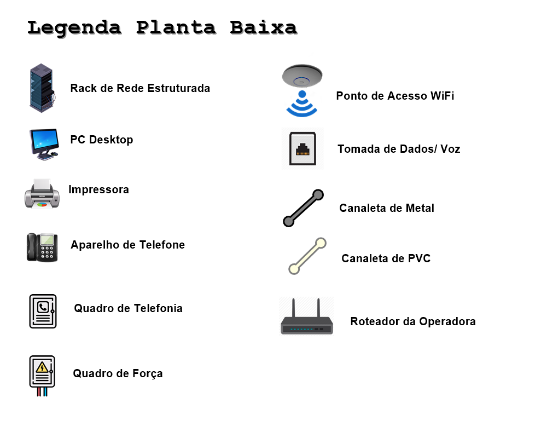 Legenda Planta Baixa
Rack de Rede Estruturada
PC Desktop
Impressora
Aparelho de Telefone
Quadro de Telefonia
Quadro de Força
Ponto de Acesso WiFi
Tomada de Dados/ Voz
Canaleta de Metal
Canaleta de PVC
Roteador da Operadora